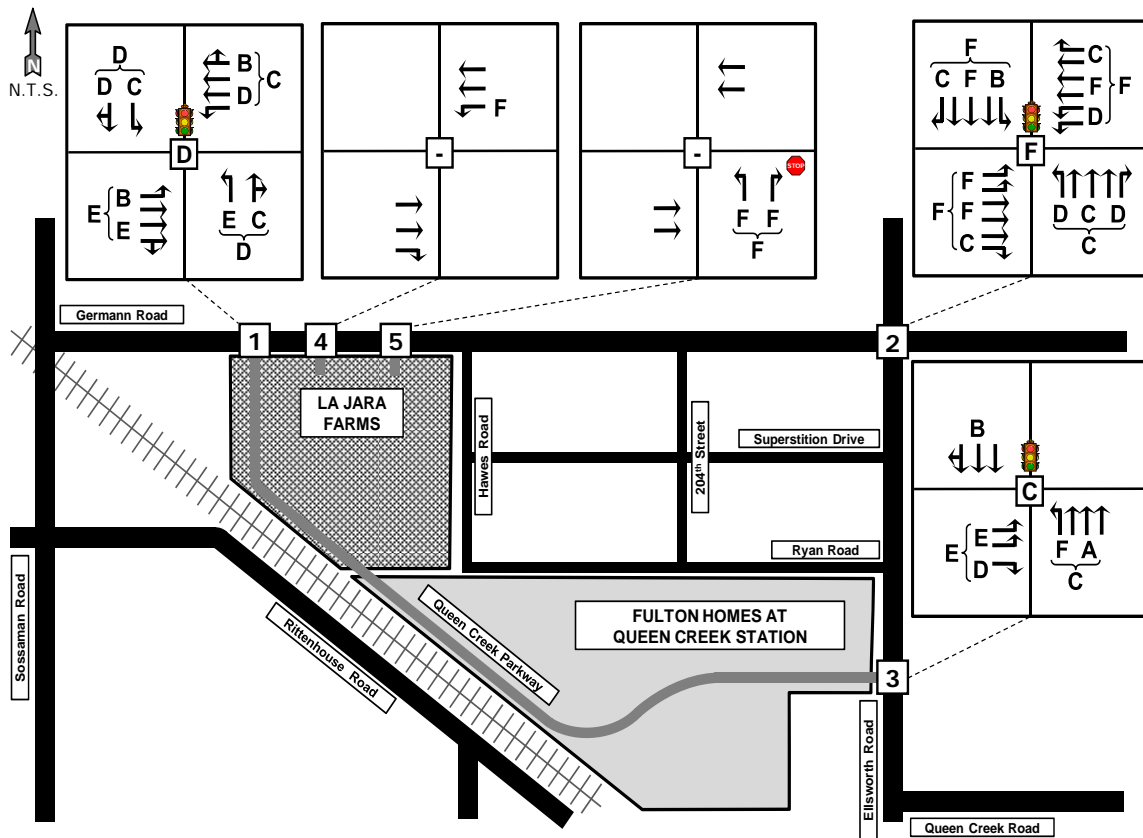 N
N.T.S.
D
D C
B
D
C
D
B
E
E
E C
E
D
F
-
-
F F
F
STOP
F
C F B
C
F
D
F
F
F
F
C
F
D C D
C
Germann Road
1
4
5
2
LA JARA
FARMS
Hawes Road
204th Street
Superstition Drive
Ryan Road
B
C
E
E
D
F A
C
Sossaman Road
Rittenhouse Road
Queen Creek Parkway
FULTON HOMES AT
QUEEN CREEK STATION
3
Ellsworth Road
Queen Creek Road